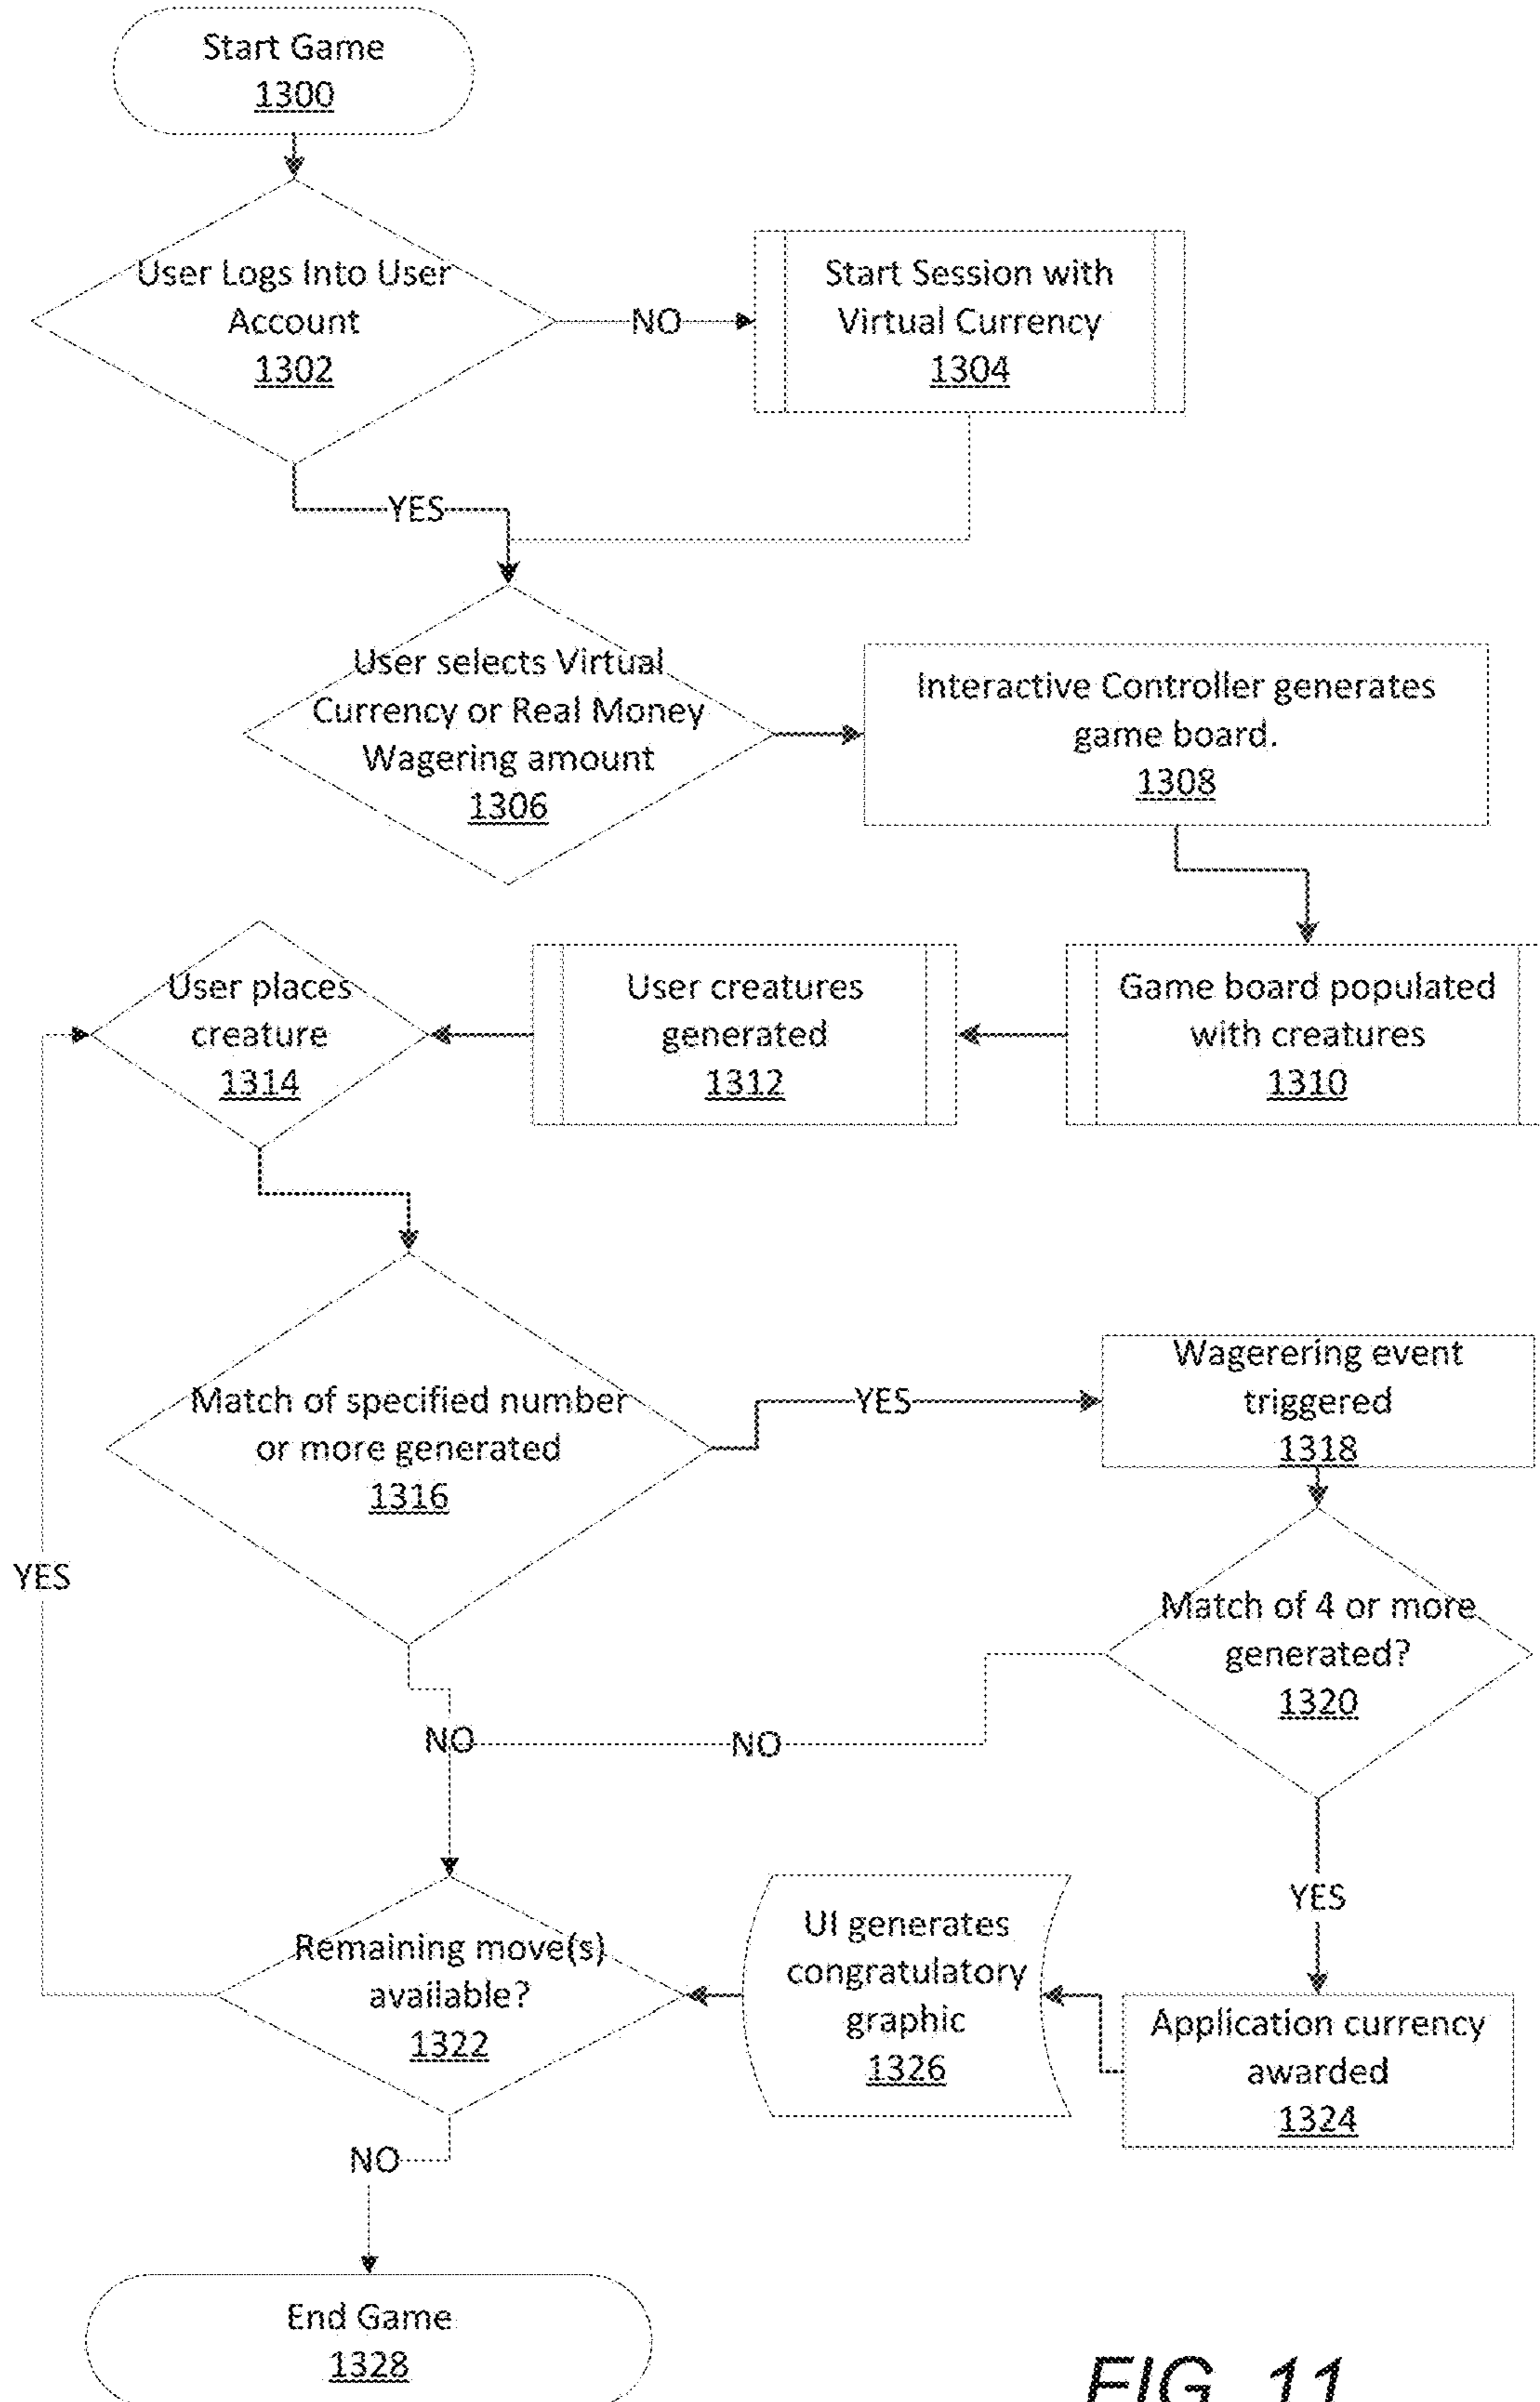 Start Game
1300
User Logs Into User
Account
1302
NO
Start Session with
Virtual Currency
1304
YES
User selects Virtual
Currency or Real Money
Wagering amount
1306
Interactive Controller generates
game board.
1308
User places
creature
1314
User creatures
generated
1312
Game board populated
with creatures
1310
Match of specified number
or more generated
1316
YES
Wagerering event
triggered
1318
YES
Match of 4 or more
generated?
1320
NO
NO
YES
Remaining move(s)
available?
1322
UI generates
congratulatory
graphic
1326
Application currency
awarded
1324
NO
End Game
1328
FIG. 11